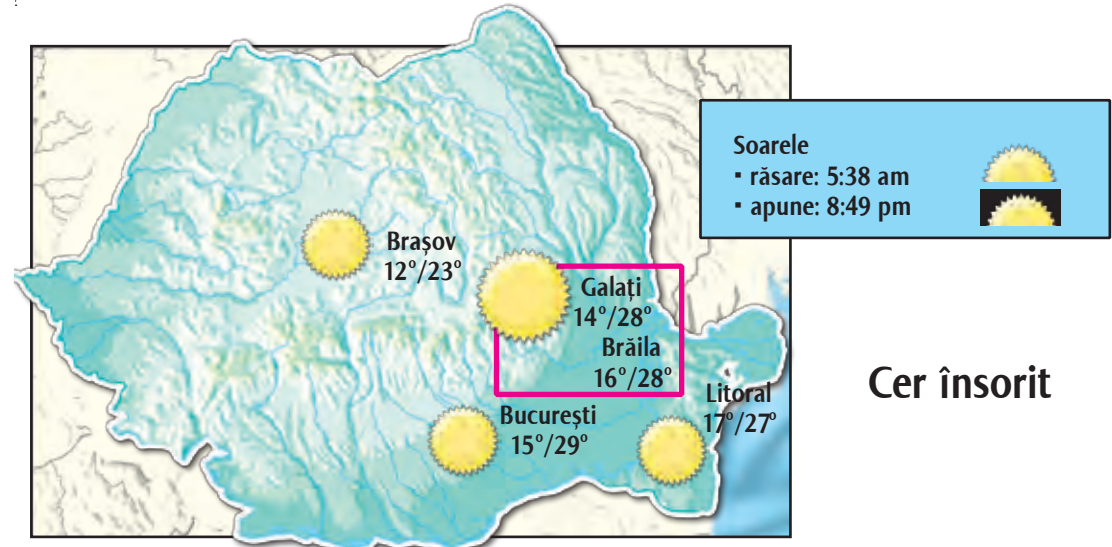 Soarele
▪ răsare: 5:38 am
▪ apune: 8:49 pm
Brașov
12°/23°
Galați
14°/28°
Brăila
16°/28°
Litoral
17°/27°
București
15°/29°
Cer însorit